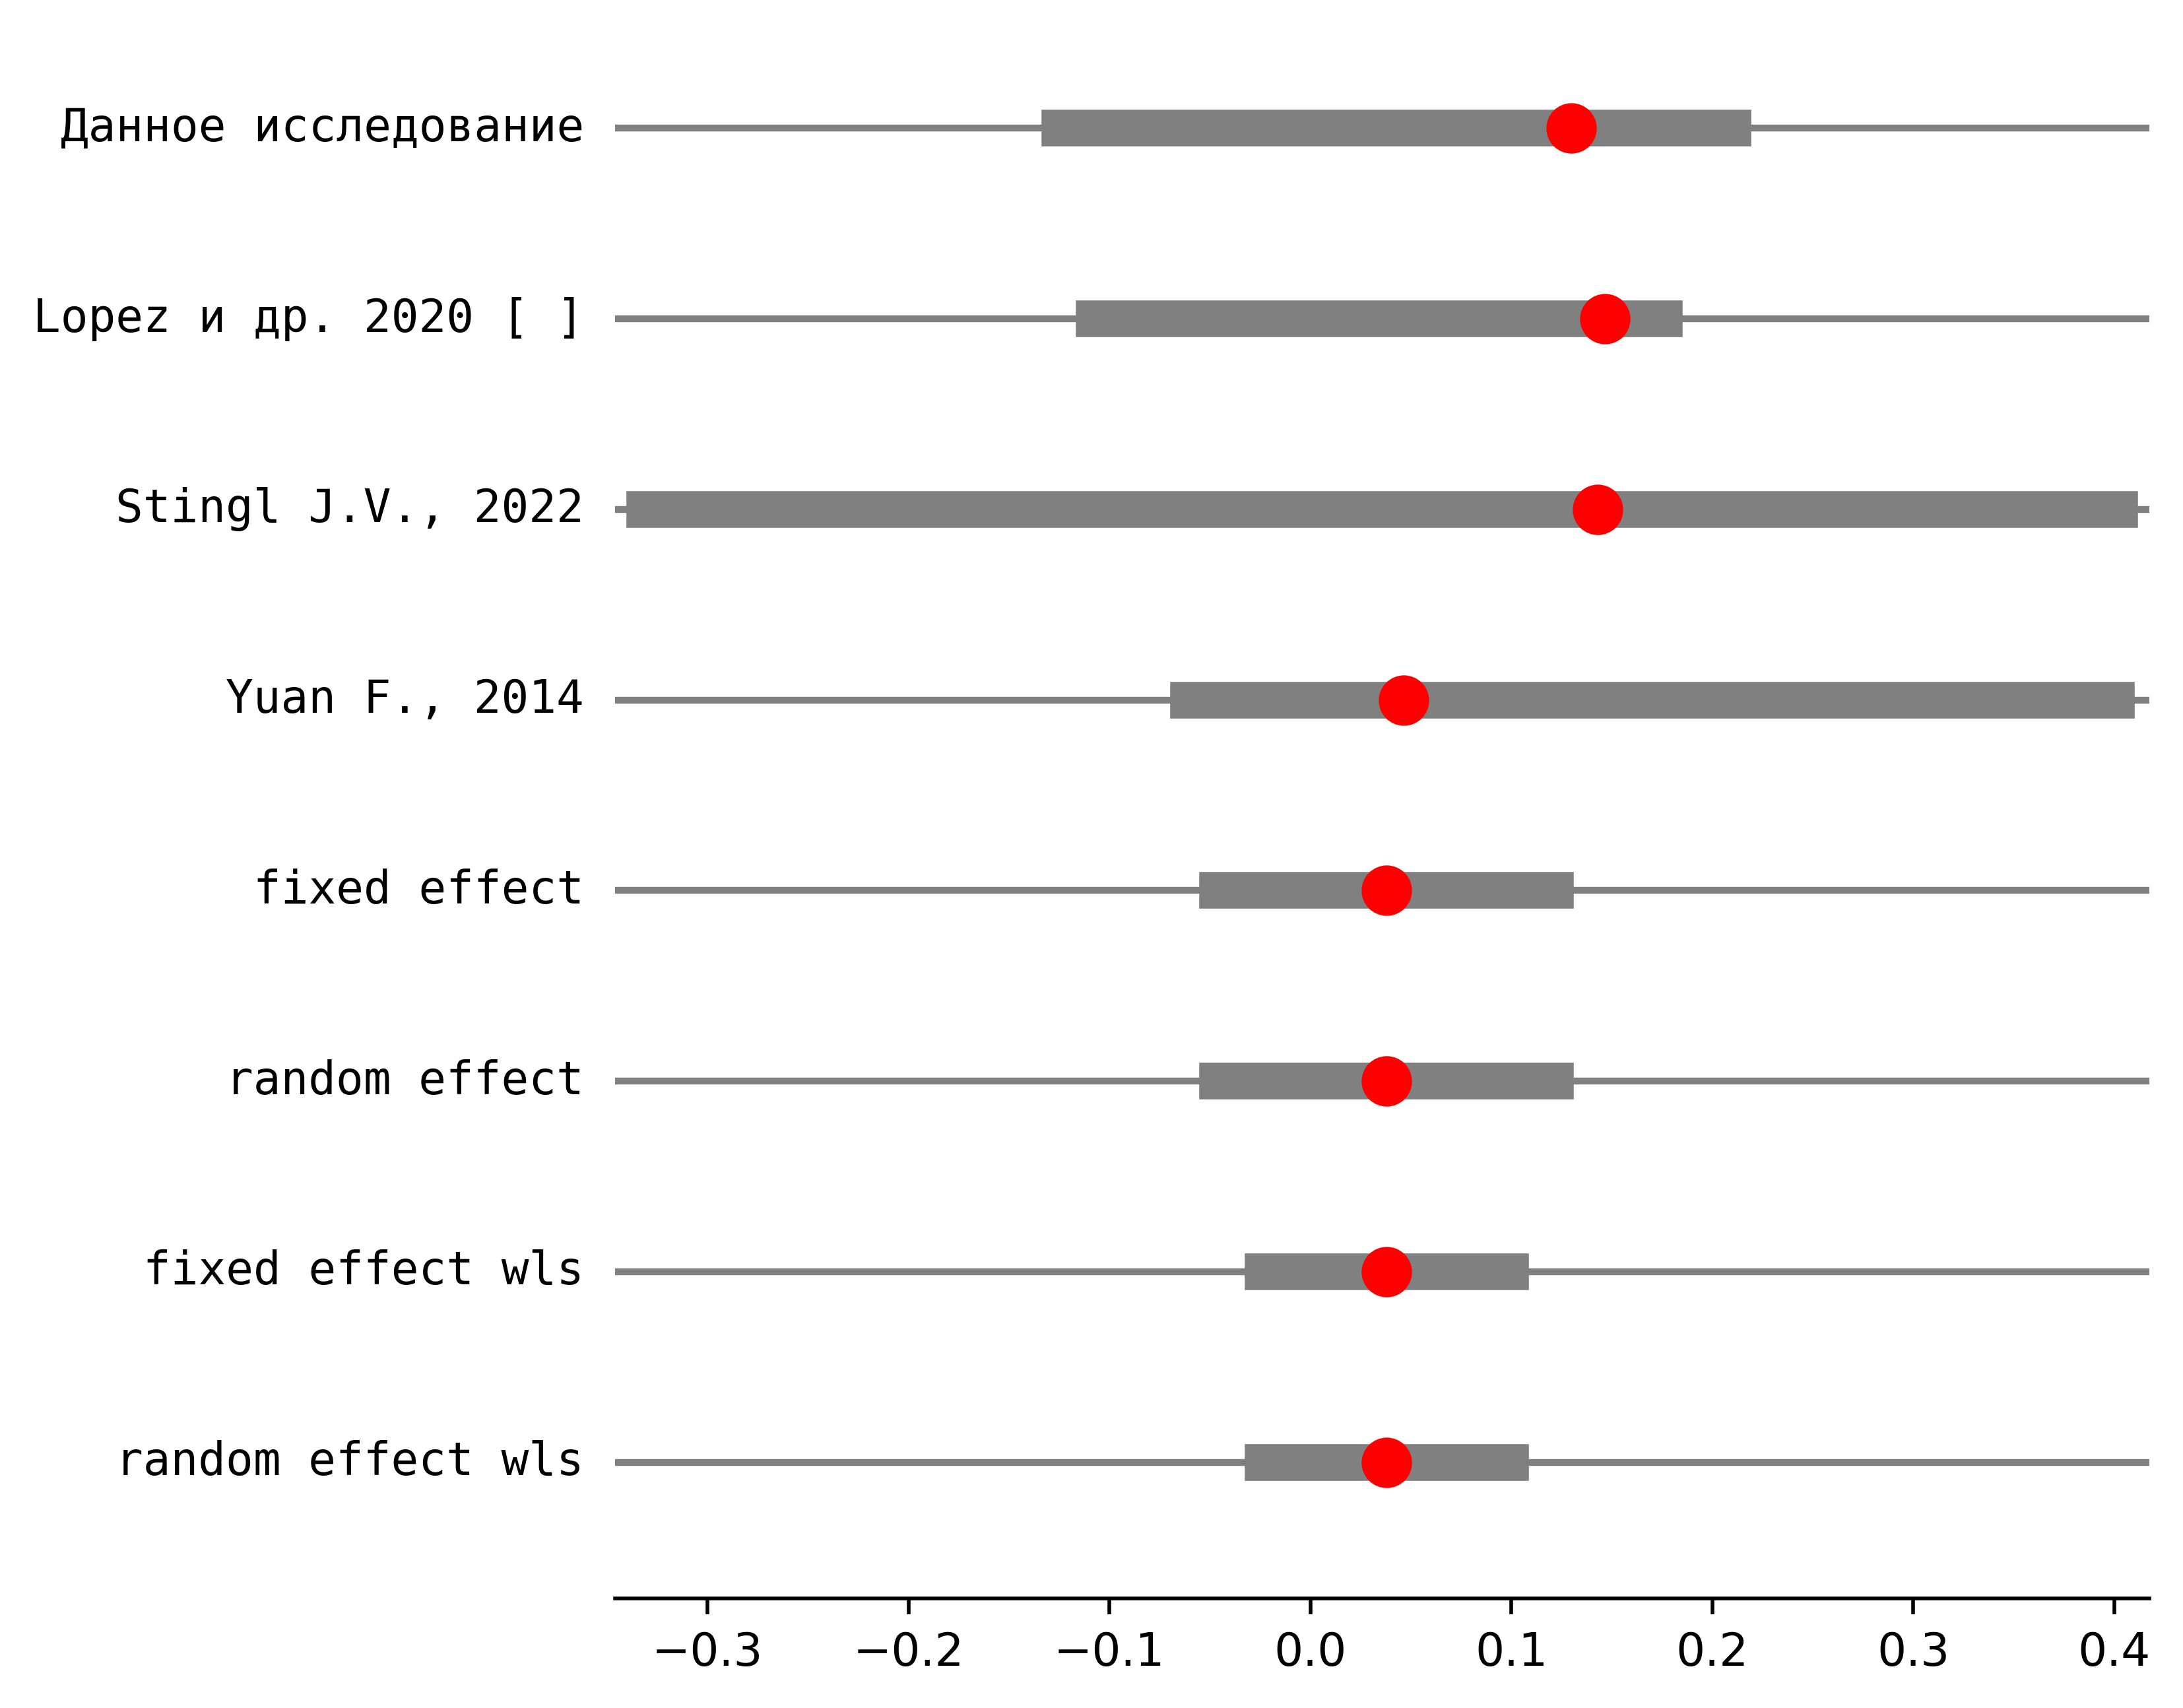 Данное исследование
Lopez и др. 2020 [ ]
Stingl J.V., 2022
Yuan F., 2014
fixed effect
random effect
fixed effect wls
random effect wls
−0.3 −0.2 −0.1 0.0 0.1 0.2 0.3 0.4